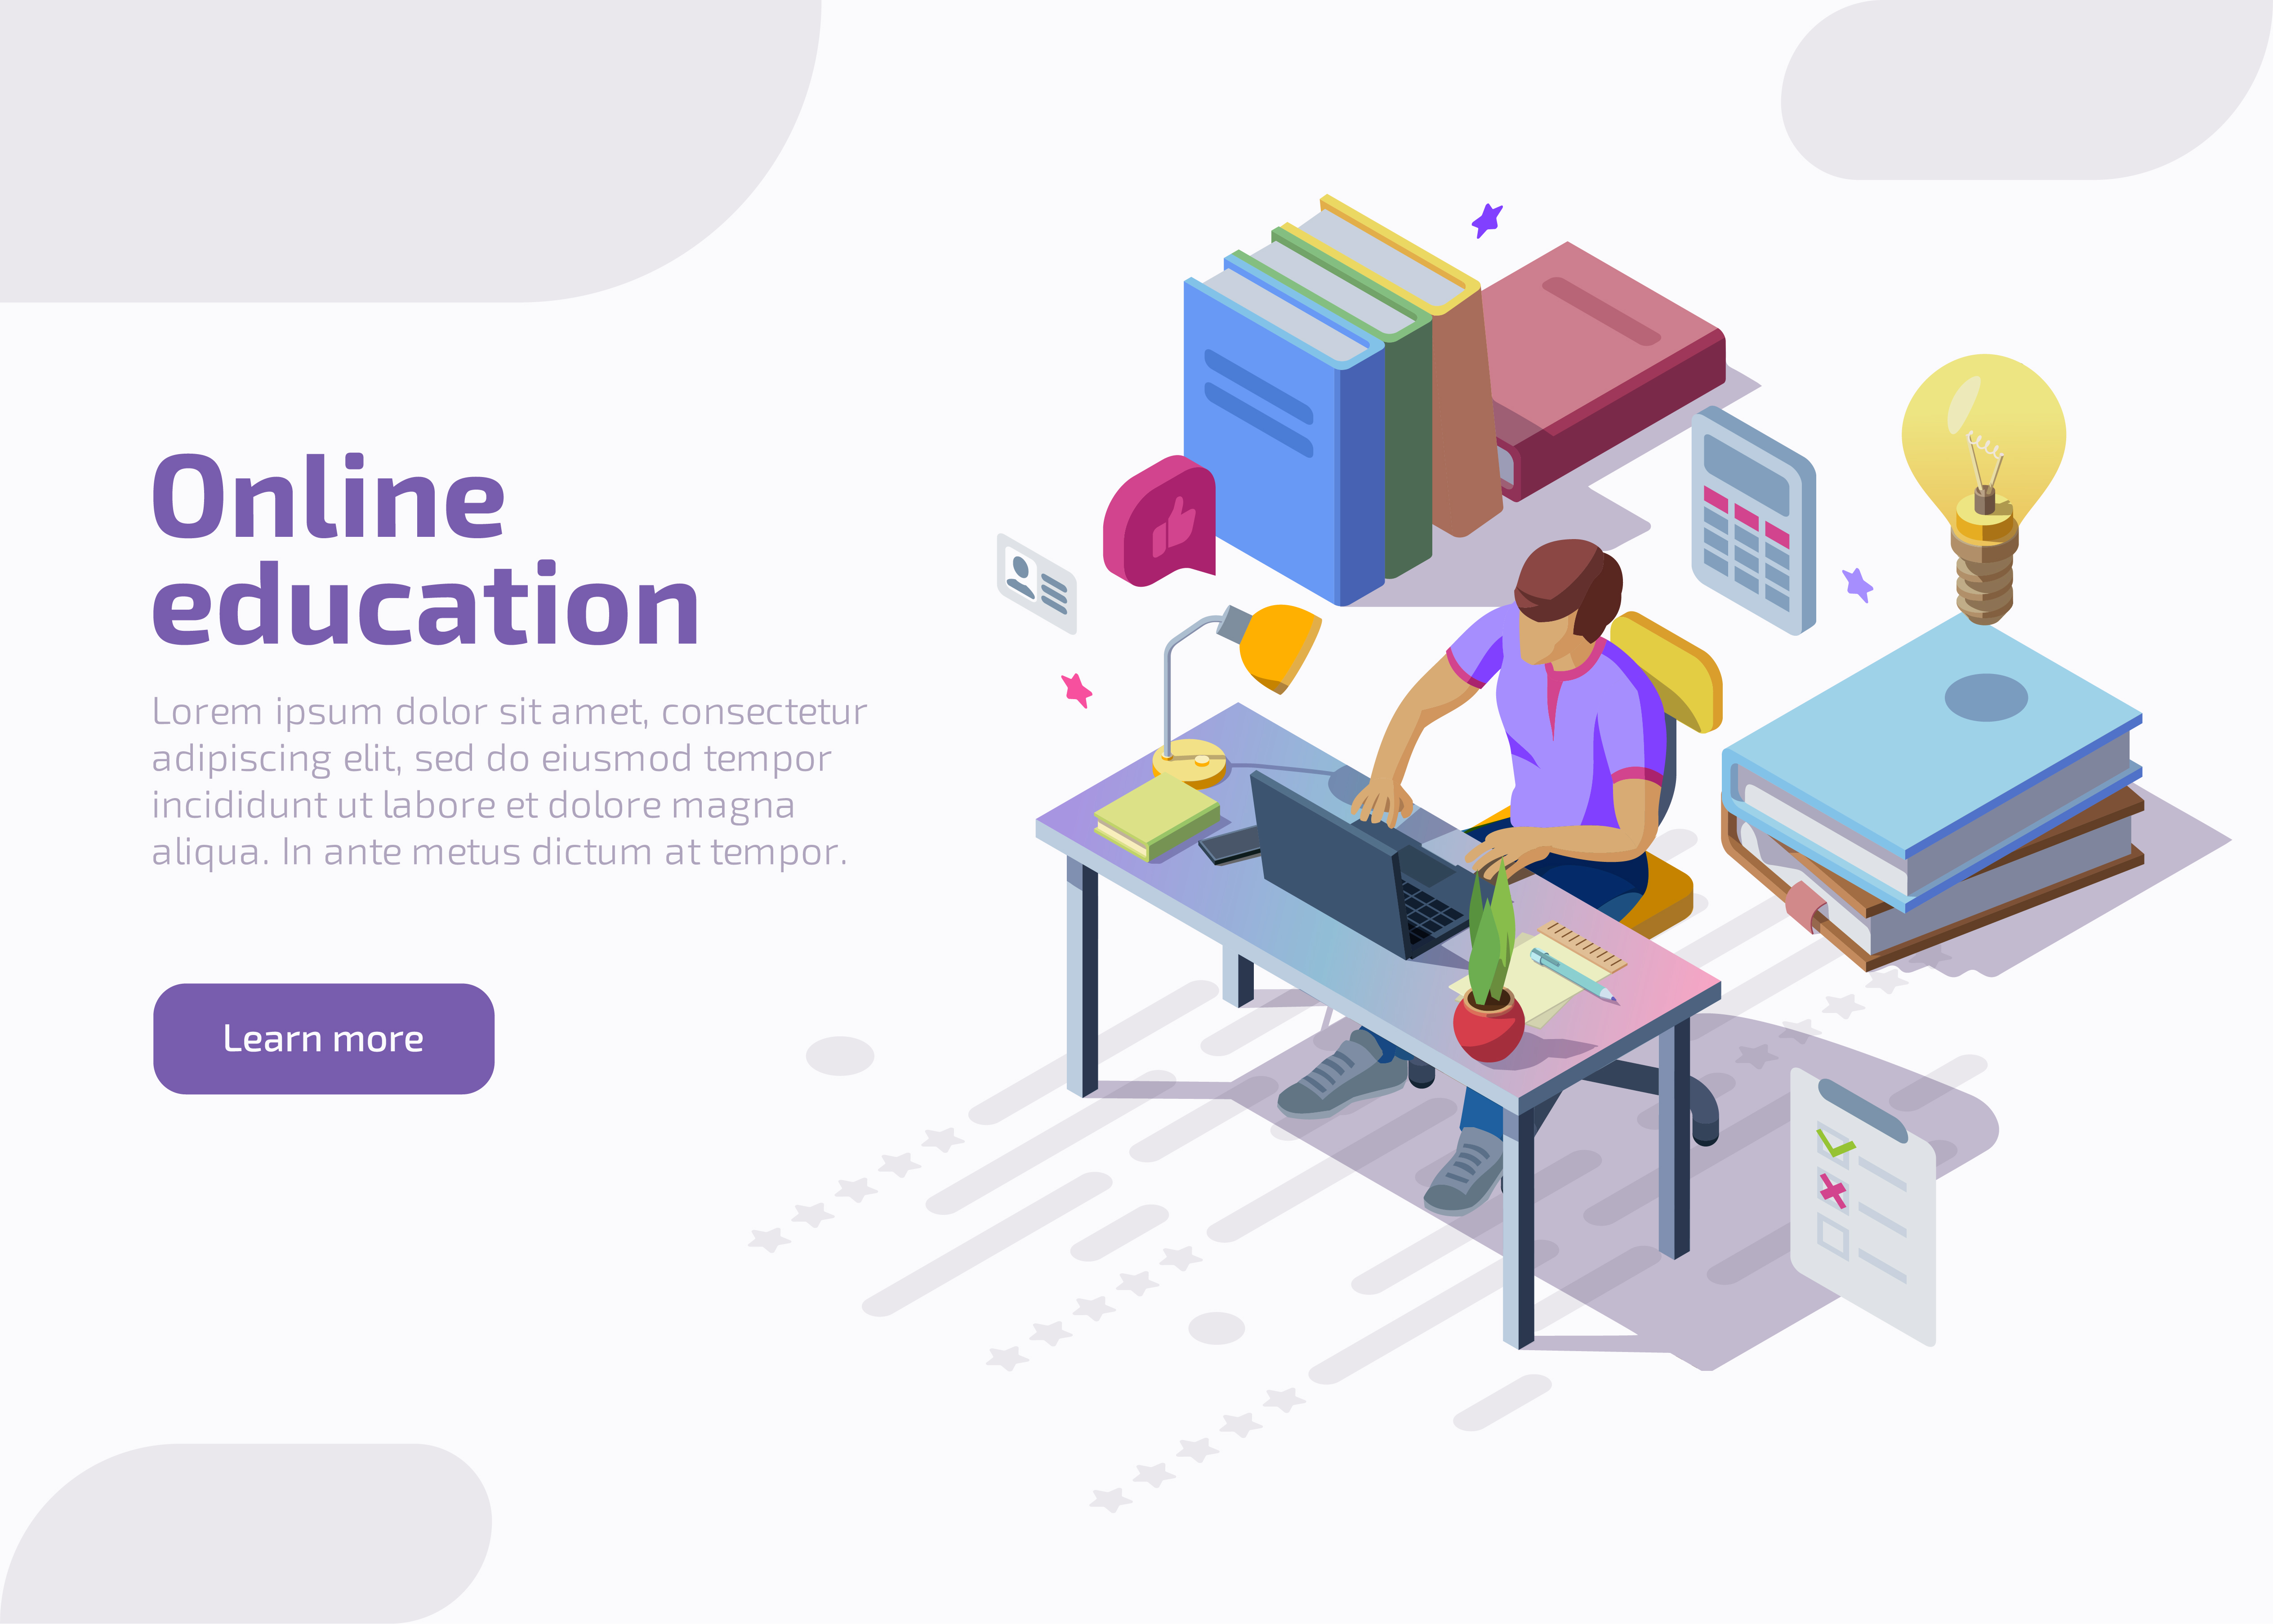 Online
education
Lorem ipsum dolor sit amet, consectetur
adipiscing elit, sed do eiusmod tempor
incididunt ut labore et dolore magna
aliqua. In ante metus dictum at tempor.
Learn more